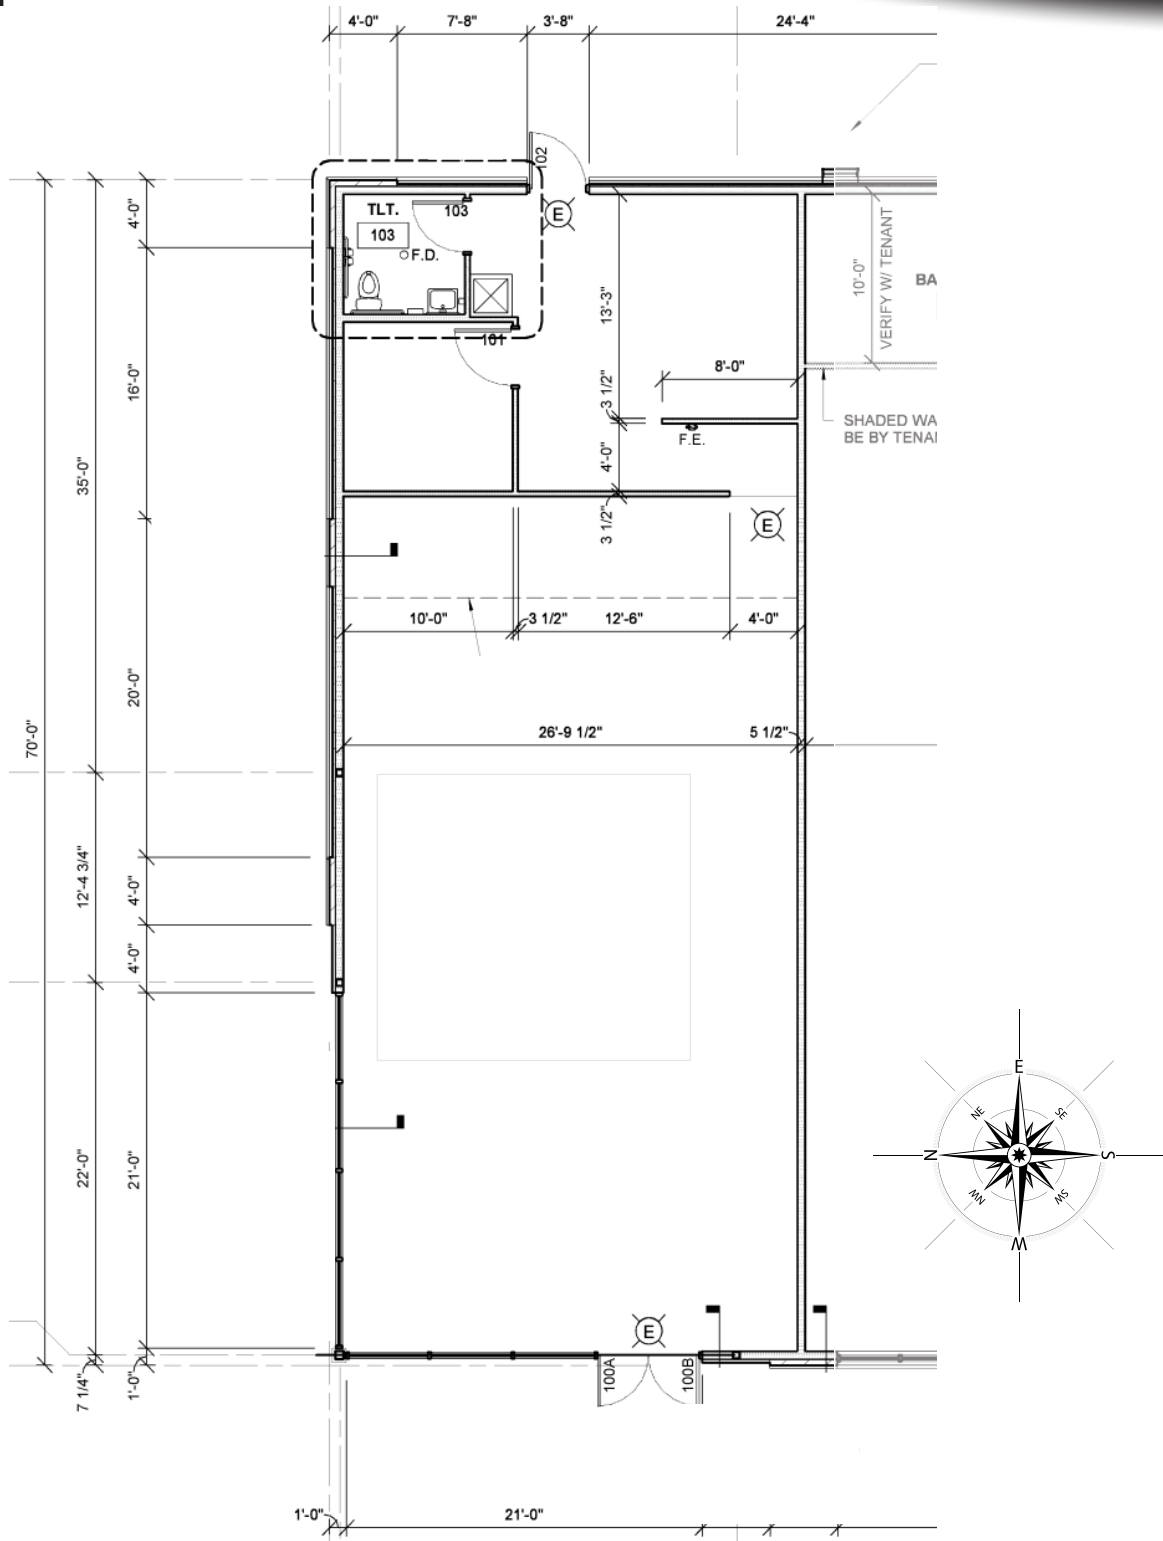 4'-0"
7'-8"
3'-8"
24'-4"
102
TLT.
103
103
F.D.
E
101
4'-0"
16'-0"
35'-0"
70'-0"
20'-0"
12'-4 3/4"
4'-0"
4'-0"
22'-0"
21'-0"
7 1/4"
1'-0"
13'-3"
3 1/2"
4'-0"
3 1/2"
8'-0"
F.E.
10'-0"
VERIFY W/ TENANT
BA
SHADED WA
BE BY TENA
E
10'-0"
3 1/2"
12'-6"
4'-0"
26'-9 1/2"
5 1/2"
E
NE
SE
N
S
NW
SW
W
E
100A
100B
1'-0"
21'-0"